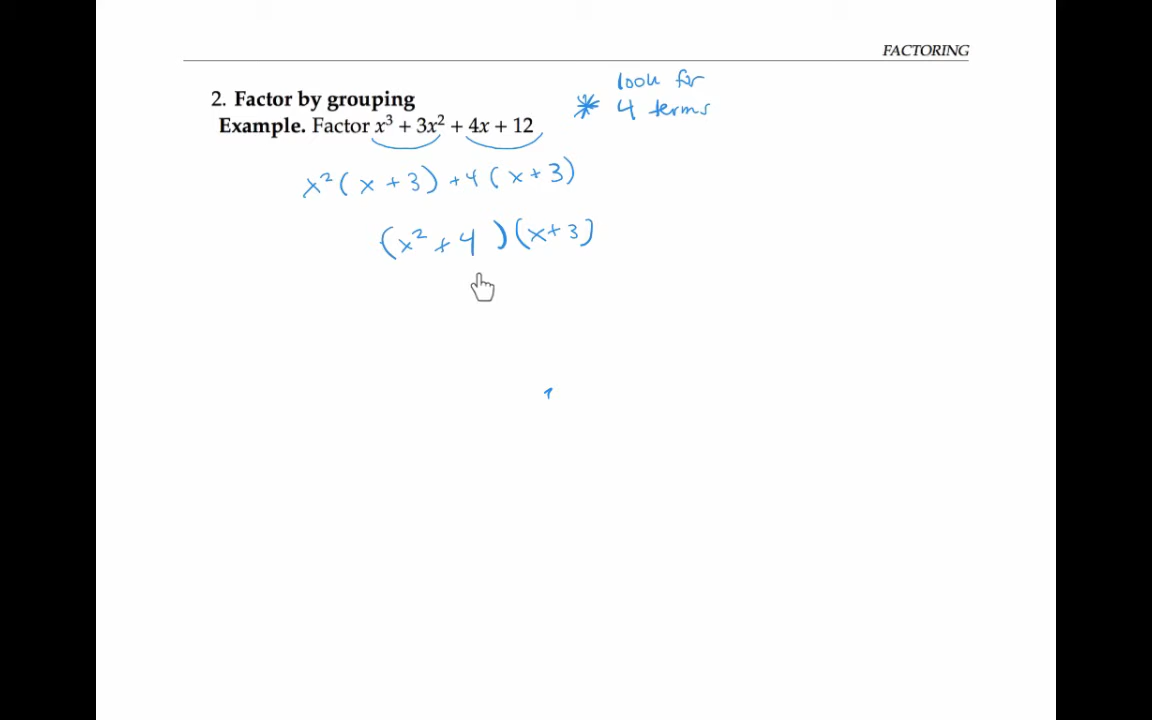 FACTORING
2. Factor by grouping
Example. Factor x³ + 3x² + 4x + 12
* look for
4 terms
x²(x + 3) + 4(x + 3)
(x² + 4)(x + 3)